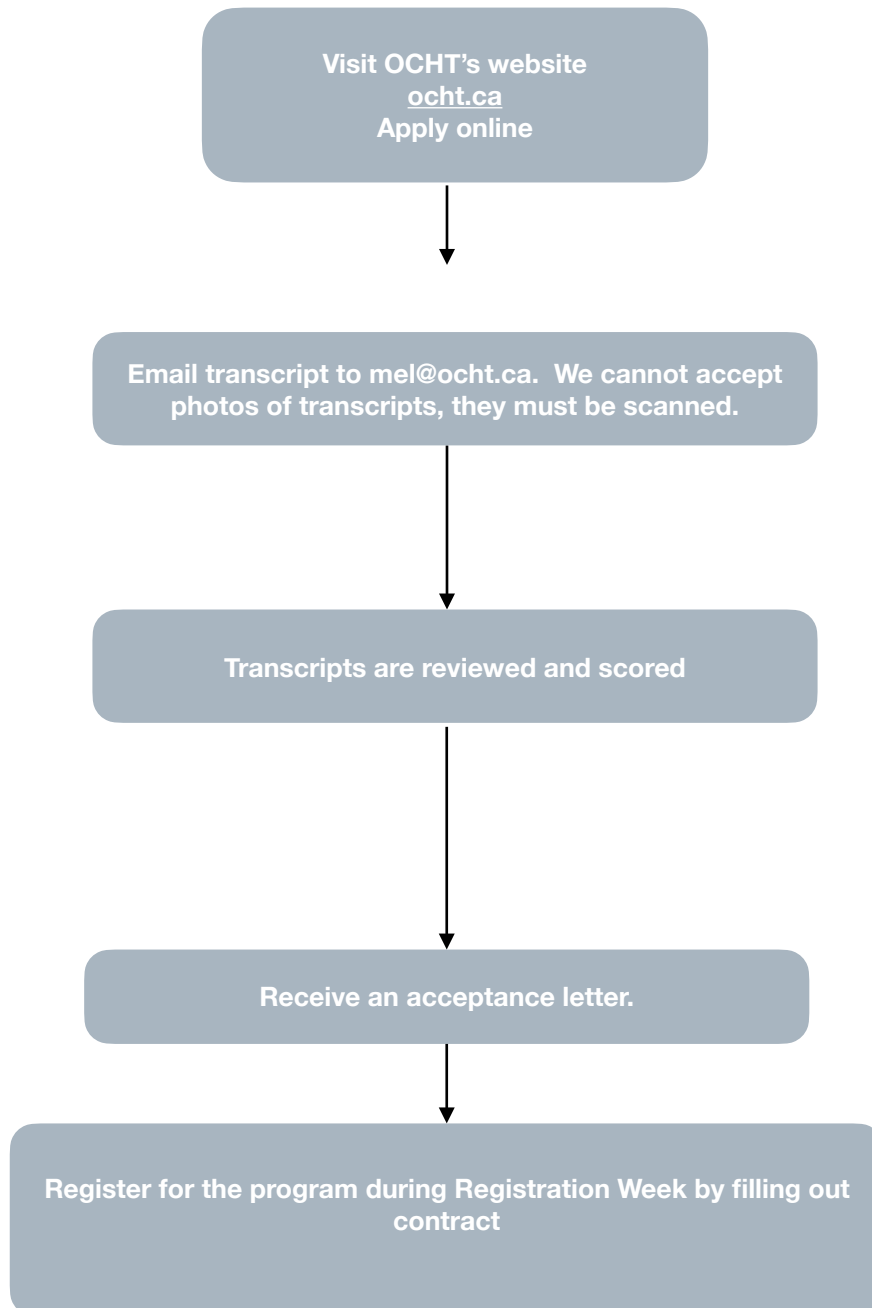 Visit OCHT’s website
ocht.ca
Apply online
Email transcript to mel@ocht.ca.  We cannot accept
photos of transcripts, they must be scanned.
Transcripts are reviewed and scored
Receive an acceptance letter.
Register for the program during Registration Week by filling out
contract